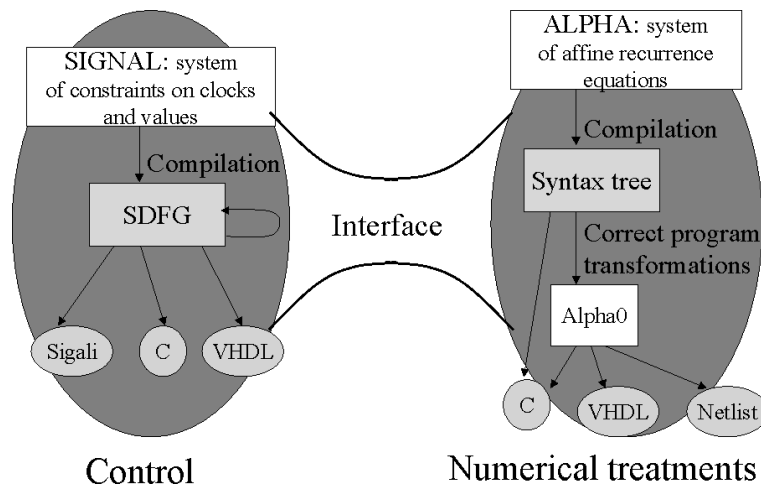 SIGNAL: system
of constraints on clocks
and values
Compilation
SDFG
Sigali
C
VHDL
Control
Interface
ALPHA: system
of affine recurrence
equations
Compilation
Syntax tree
Correct program
transformations
Alpha0
C
VHDL
Netlist
Numerical treatments